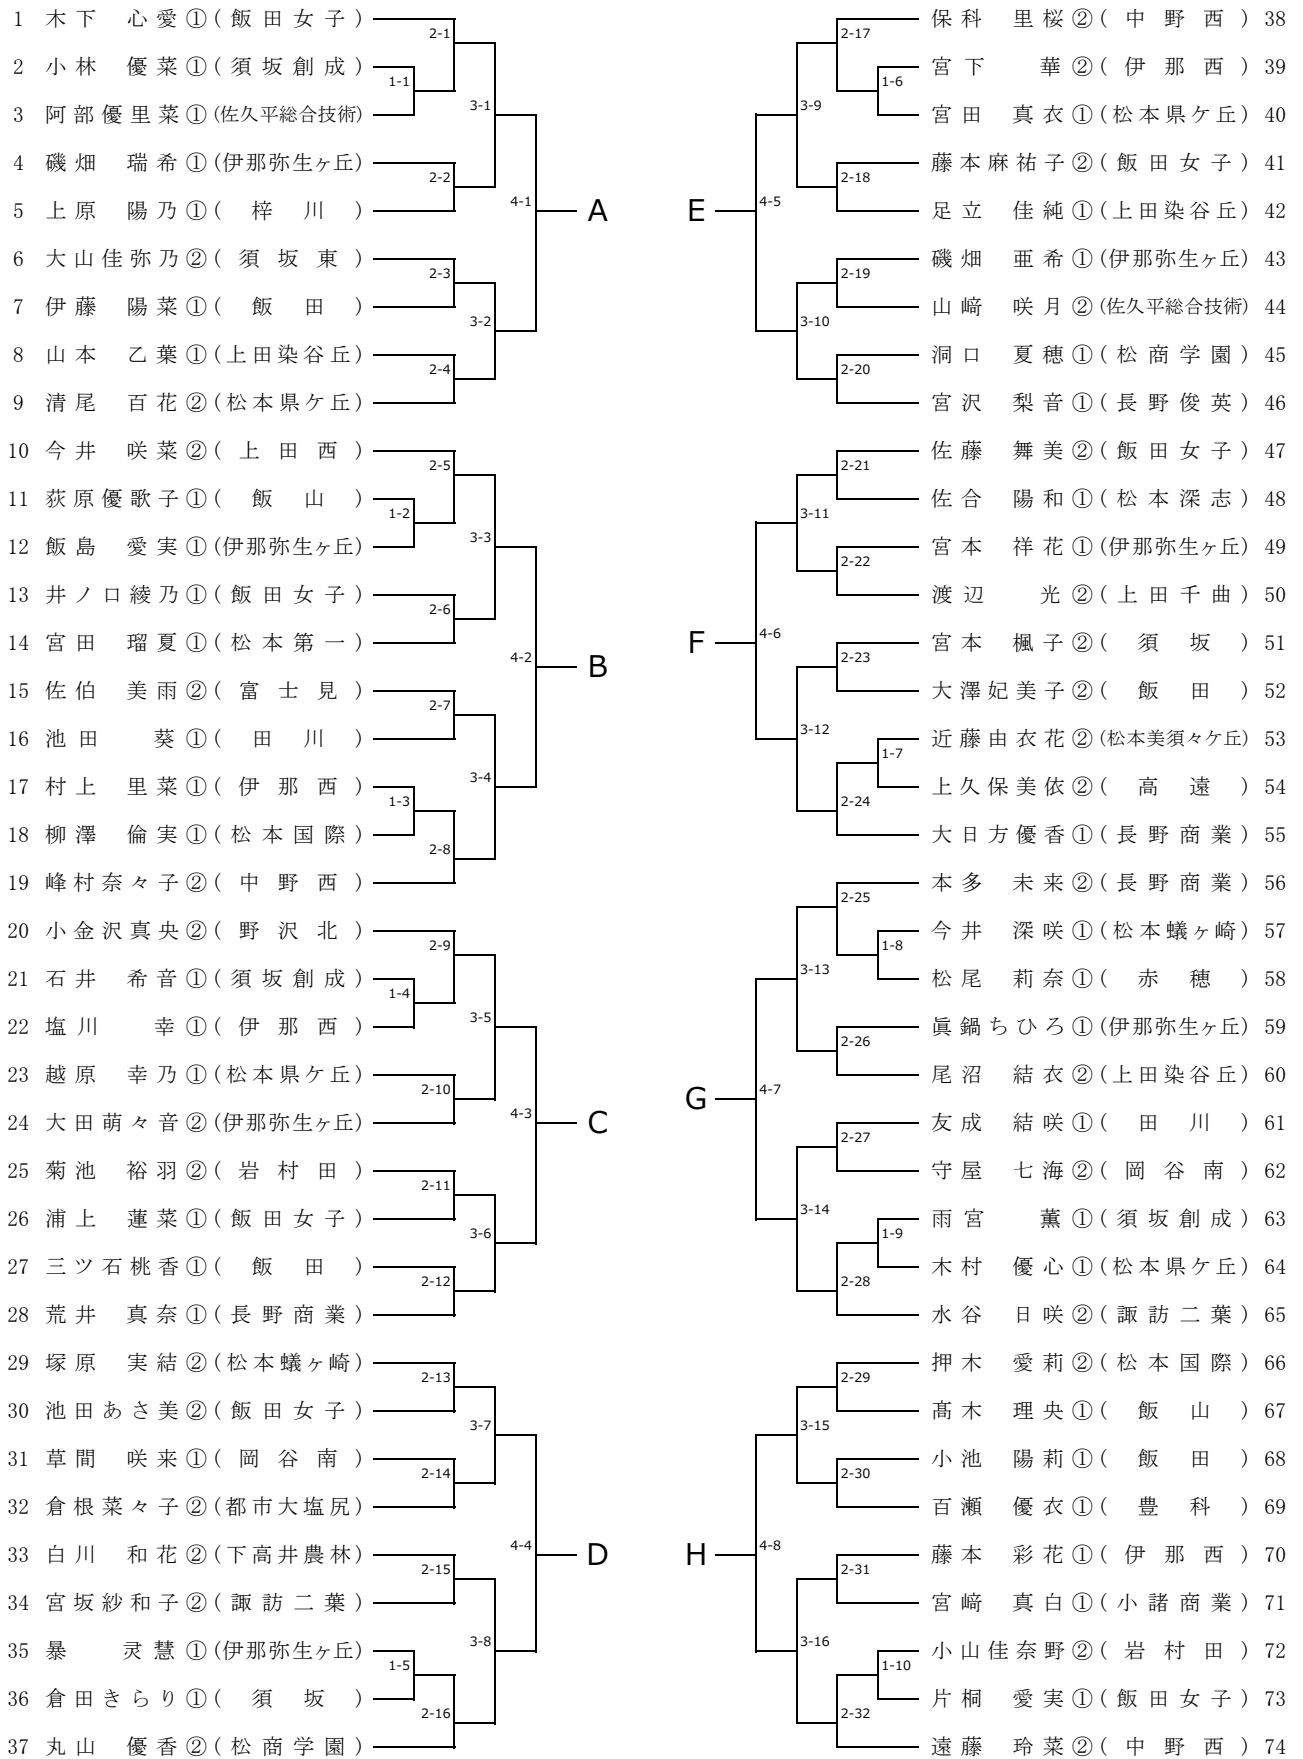 1 木下 心愛①(飯田女子)
2 小林 優菜①(須坂創成)
3 阿部優里菜①(佐久平総合技術)
4 磯畑 瑞希①(伊那弥生ヶ丘)
5 上原 陽乃①(梓川)
6 大山佳弥乃②(須坂東)
7 伊藤 陽菜①(飯田)
8 山本 乙葉①(上田染谷丘)
9 清尾 百花②(松本県ケ丘)
2-1
1-1
3-1
2-2
4-1
A
2-3
3-2
2-4
10 今井 咲菜②(上田西)
11 荻原優歌子①(飯山)
12 飯島 愛実①(伊那弥生ヶ丘)
13 井ノ口綾乃①(飯田女子)
14 宮田 瑠夏①(松本第一)
15 佐伯 美雨②(富士見)
16 池田 葵①(田川)
17 村上 里菜①(伊那西)
18 柳澤 倫実①(松本国際)
19 峰村奈々子②(中野西)
2-5
1-2
3-3
2-6
4-2
B
2-7
3-4
1-3
2-8
20 小金沢真央②(野沢北)
21 石井 希音①(須坂創成)
22 塩川 幸①(伊那西)
23 越原 幸乃①(松本県ケ丘)
24 大田萌々音②(伊那弥生ヶ丘)
25 菊池 裕羽②(岩村田)
26 浦上 蓮菜①(飯田女子)
27 三ツ石桃香①(飯田)
28 荒井 真奈①(長野商業)
2-9
1-4
3-5
2-10
4-3
C
2-11
3-6
2-12
29 塚原 実結②(松本蟻ヶ崎)
30 池田あさ美②(飯田女子)
31 草間 咲来①(岡谷南)
32 倉根菜々子②(都市大塩尻)
33 白川 和花②(下高井農林)
34 宮坂紗和子②(諏訪二葉)
35 暴 灵慧①(伊那弥生ヶ丘)
36 倉田きらり①(須坂)
37 丸山 優香②(松商学園)
2-13
3-7
2-14
4-4
D
2-15
3-8
1-5
2-16
保科 里桜②(中野西) 38
宮下 華②(伊那西) 39
宮田 真衣①(松本県ケ丘) 40
藤本麻祐子②(飯田女子) 41
足立 佳純①(上田染谷丘) 42
磯畑 亜希①(伊那弥生ヶ丘) 43
山﨑 咲月②(佐久平総合技術) 44
洞口 夏穂①(松商学園) 45
宮沢 梨音①(長野俊英) 46
2-17
1-6
3-9
2-18
E
4-5
2-19
3-10
2-20
佐藤 舞美②(飯田女子) 47
佐合 陽和①(松本深志) 48
宮本 祥花①(伊那弥生ヶ丘) 49
渡辺 光②(上田千曲) 50
宮本 楓子②(須坂) 51
大澤妃美子②(飯田) 52
近藤由衣花②(松本美須々ケ丘) 53
上久保美依②(高遠) 54
大日方優香①(長野商業) 55
2-21
3-11
2-22
F
4-6
2-23
3-12
1-7
2-24
本多 未来②(長野商業) 56
今井 深咲①(松本蟻ヶ崎) 57
松尾 莉奈①(赤穂) 58
眞鍋ちひろ①(伊那弥生ヶ丘) 59
尾沼 結衣②(上田染谷丘) 60
友成 結咲①(田川) 61
守屋 七海②(岡谷南) 62
雨宮 薫①(須坂創成) 63
木村 優心①(松本県ケ丘) 64
水谷 日咲②(諏訪二葉) 65
2-25
1-8
3-13
2-26
G
4-7
2-27
3-14
1-9
2-28
押木 愛莉②(松本国際) 66
髙木 理央①(飯山) 67
小池 陽莉①(飯田) 68
百瀬 優衣①(豊科) 69
藤本 彩花①(伊那西) 70
宮﨑 真白①(小諸商業) 71
小山佳奈野②(岩村田) 72
片桐 愛実①(飯田女子) 73
遠藤 玲菜②(中野西) 74
2-29
3-15
2-30
H
4-8
2-31
3-16
1-10
2-32